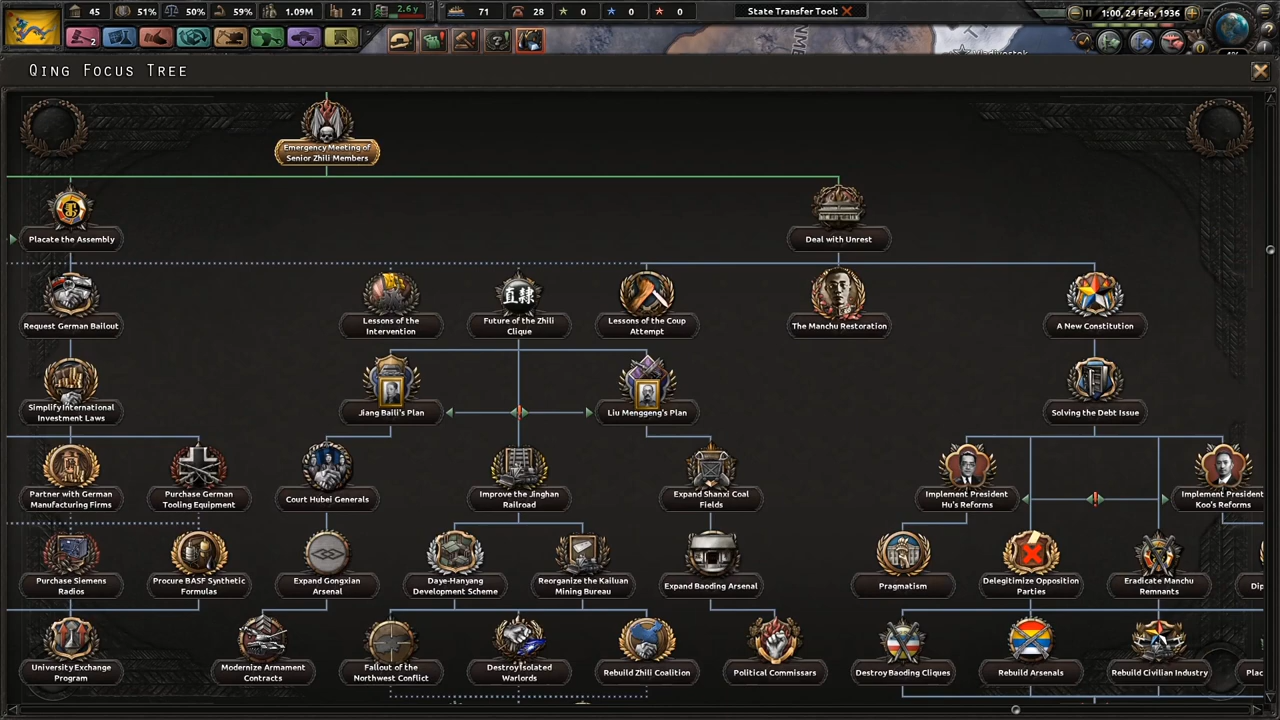 45
51%
50%
59%
1.09M
21
2.6 y
71
28
0
0
0
State Transfer Tool:
1:00, 24 Feb, 1936
2
0
Vladivostok
QING FOCUS TREE
Emergency Meeting of
Senior Zhili Members
Placate the Assembly
Deal with Unrest
直隸
Request German Bailout
Lessons of the
Intervention
Future of the Zhili
Clique
Lessons of the Coup
Attempt
The Manchu Restoration
A New Constitution
Simplify International
Investment Laws
Jiang Baili's Plan
Liu Menggeng's Plan
Solving the Debt Issue
Partner with German
Manufacturing Firms
Purchase German
Tooling Equipment
Court Hubei Generals
Improve the Jinghan
Railroad
Expand Shanxi Coal
Fields
Implement President
Hu's Reforms
Implement President
Koo's Reforms
Purchase Siemens
Radios
Procure BASF Synthetic
Formulas
Expand Gongxian
Arsenal
Daye-Hanyang
Development Scheme
Reorganize the Kailuan
Mining Bureau
Expand Baoding Arsenal
Pragmatism
Delegitimize Opposition
Parties
Eradicate Manchu
Remnants
Dip
University Exchange
Program
Modernize Armament
Contracts
Fallout of the
Northwest Conflict
Destroy Isolated
Warlords
Rebuild Zhili Coalition
Political Commissars
Destroy Baoding Cliques
Rebuild Arsenals
Rebuild Civilian Industry
Plac